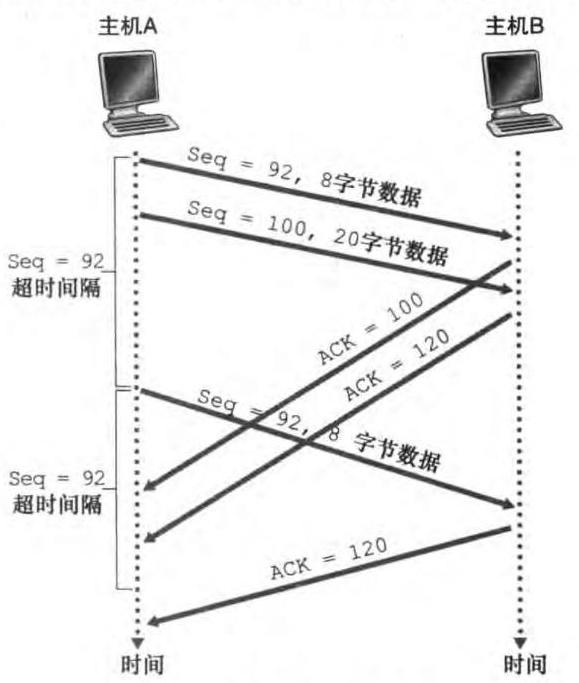 主机A
主机B
Seq = 92, 8字节数据
Seq = 100, 20字节数据
Seq = 92
超时间隔
ACK = 100
ACK = 120
Seq = 92, 8 字节数据
Seq = 92
超时间隔
ACK = 120
时间
时间